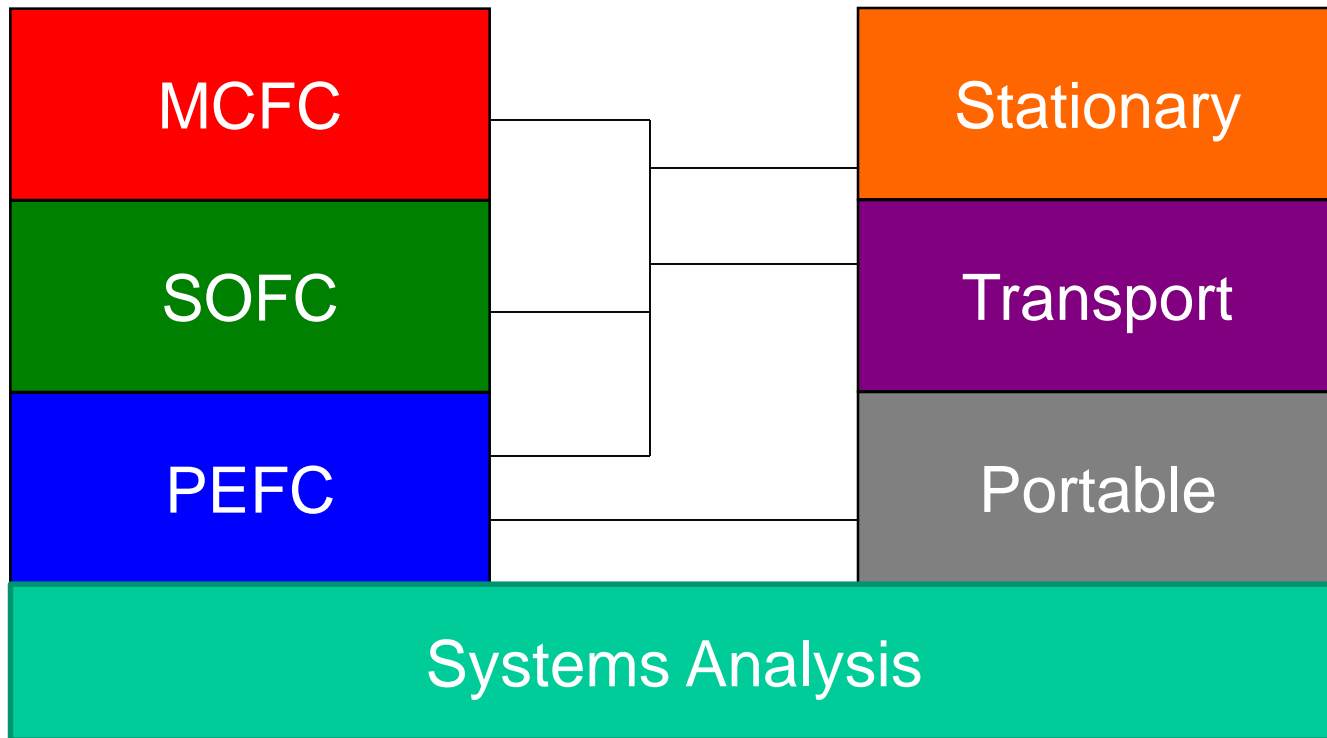 MCFC
SOFC
PEFC
Stationary
Transport
Portable
Systems Analysis